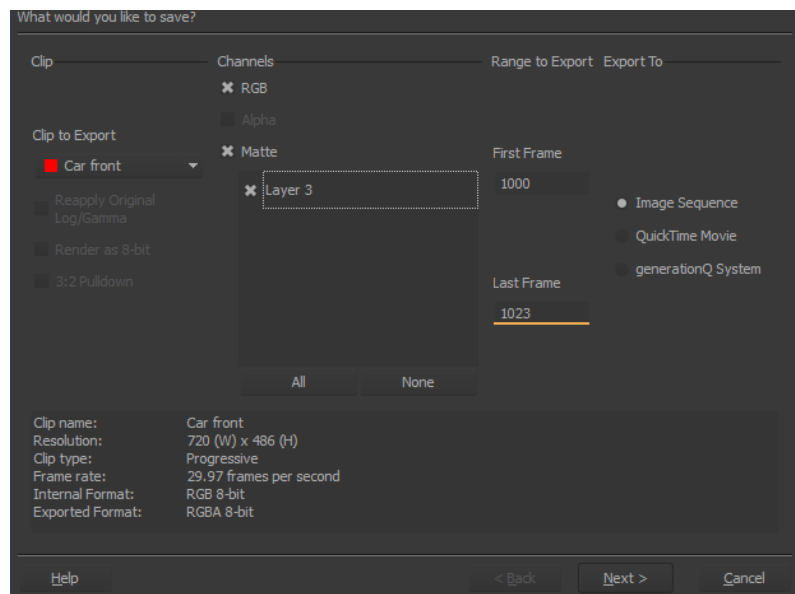 What would you like to save?
Clip
Channels
Range to Export
Export To
RGB
Alpha
Clip to Export
Matte
First Frame
Car front
Layer 3
1000
Reapply Original
Log/Gamma
Image Sequence
QuickTime Movie
Render as 8-bit
generationQ System
3:2 Pulldown
Last Frame
1023
All
None
Clip name: Car front
Resolution: 720 (W) x 486 (H)
Clip type: Progressive
Frame rate: 29.97 frames per second
Internal Format: RGB 8-bit
Exported Format: RGBA 8-bit
Help
< Back
Next >
Cancel